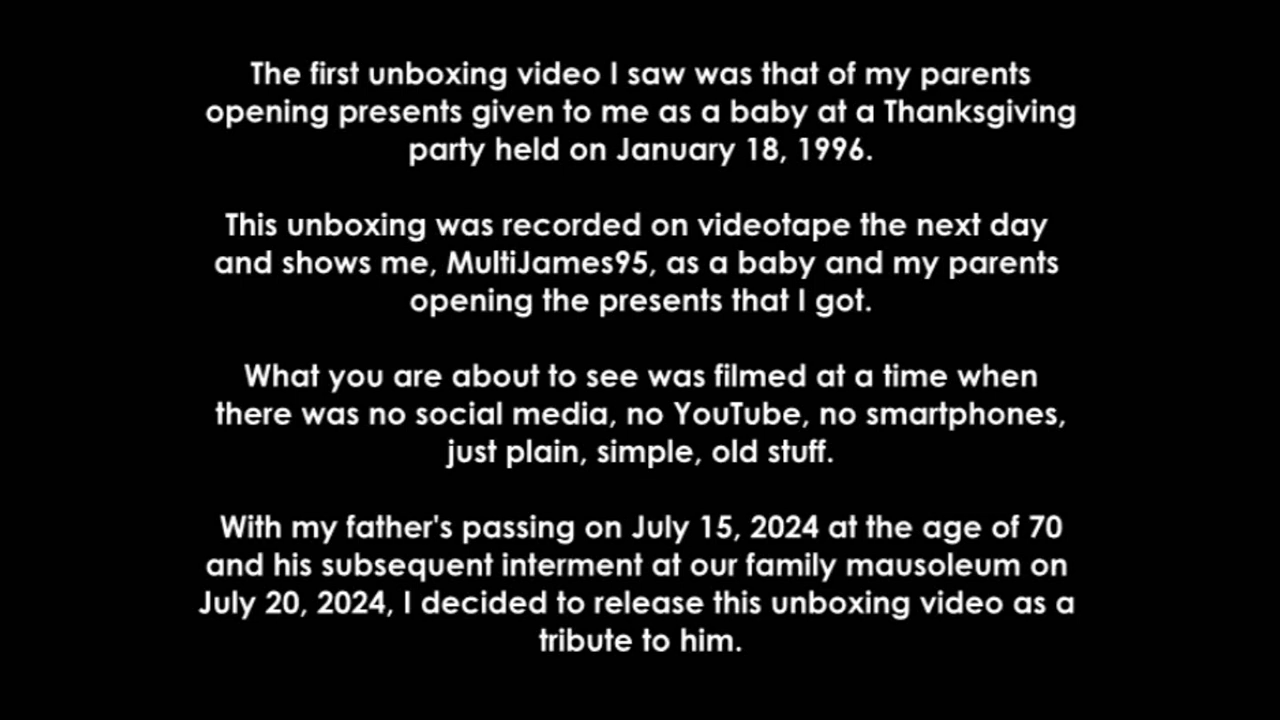 The first unboxing video I saw was that of my parents
opening presents given to me as a baby at a Thanksgiving
party held on January 18, 1996.
This unboxing was recorded on videotape the next day
and shows me, MultiJames95, as a baby and my parents
opening the presents that I got.
What you are about to see was filmed at a time when
there was no social media, no YouTube, no smartphones,
just plain, simple, old stuff.
With my father's passing on July 15, 2024 at the age of 70
and his subsequent interment at our family mausoleum on
July 20, 2024, I decided to release this unboxing video as a
tribute to him.